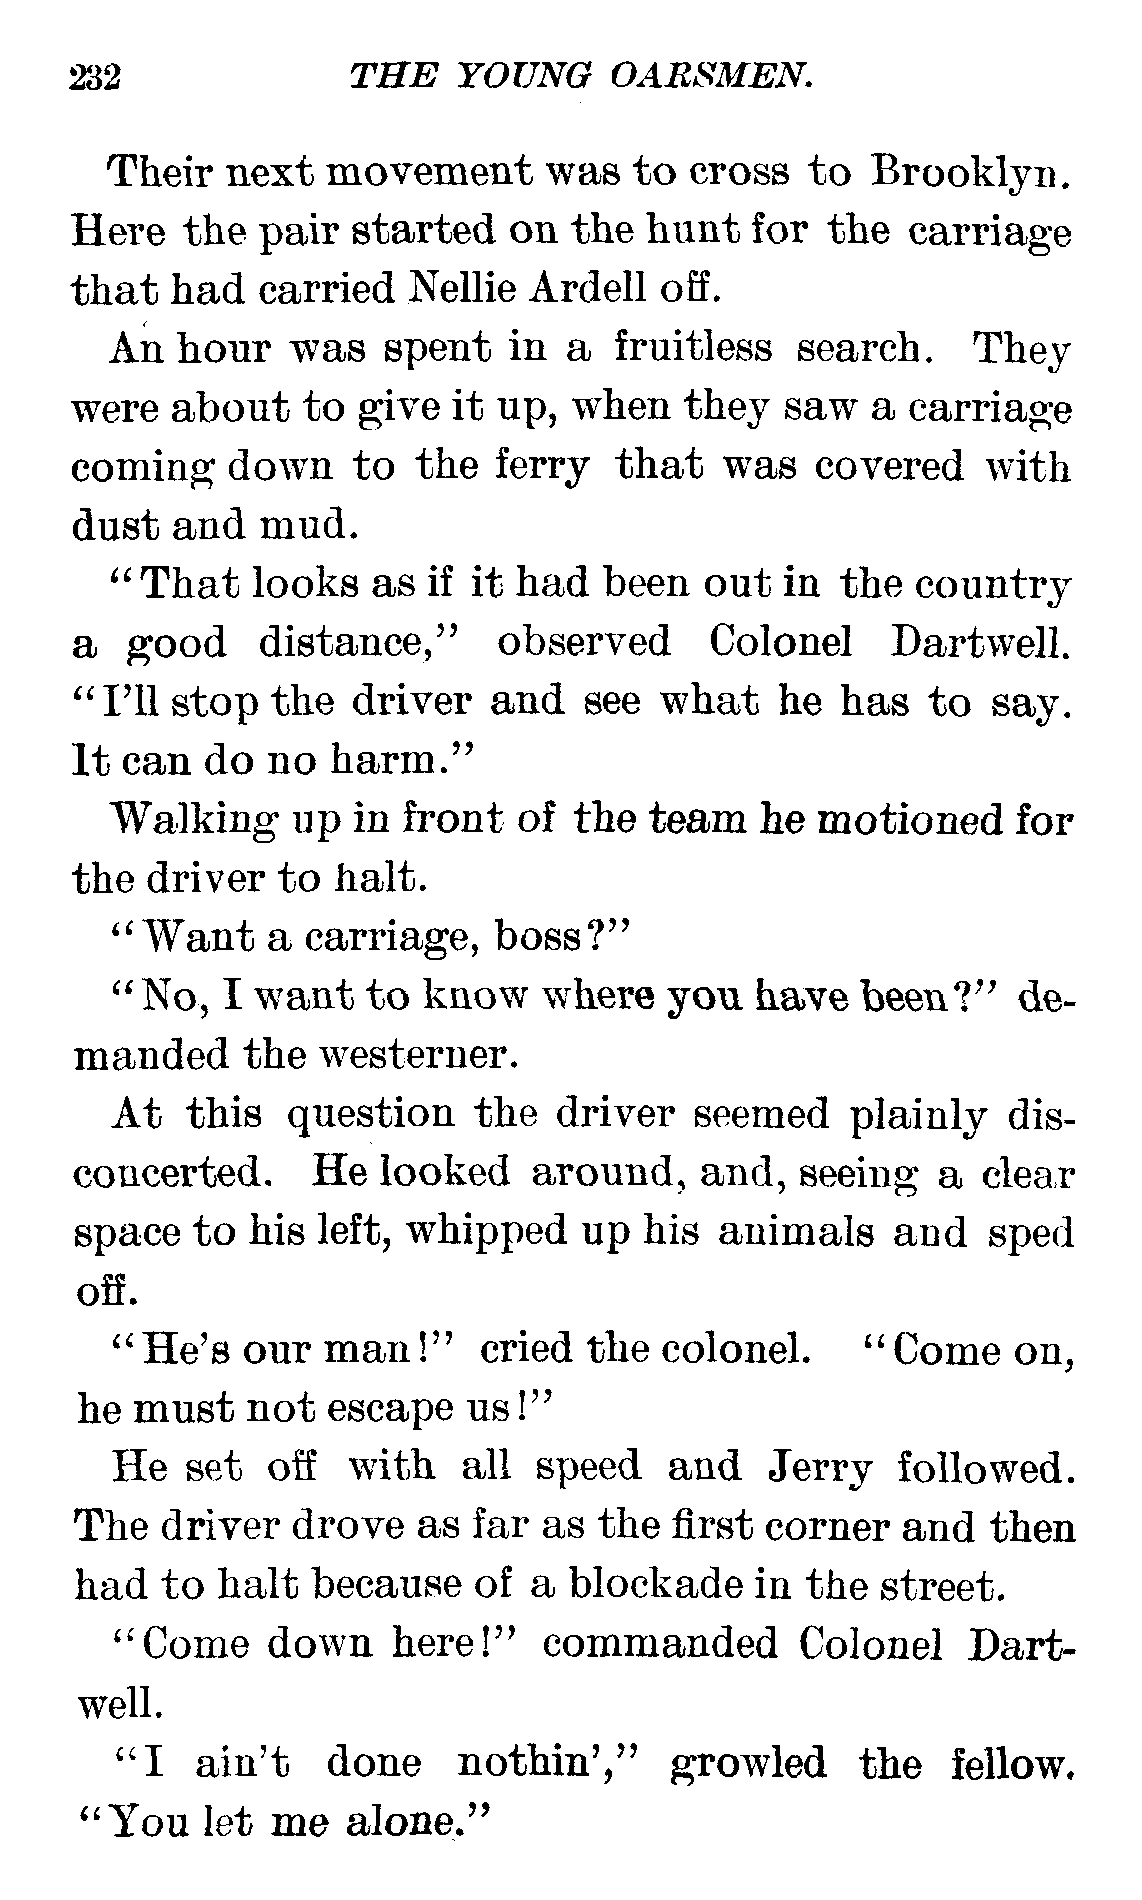 232 THE YOUNG OARSMEN.
Their next movement was to cross to Brooklyn.
Here the pair started on the hunt for the carriage
that had carried Nellie Ardell off.
An hour was spent in a fruitless search. They
were about to give it up, when they saw a carriage
coming down to the ferry that was covered with
dust and mud.
"That looks as if it had been out in the country
a good distance," observed Colonel Dartwell.
"I'll stop the driver and see what he has to say.
It can do no harm."
Walking up in front of the team he motioned for
the driver to halt.
"Want a carriage, boss?"
"No, I want to know where you have been?" de-
manded the westerner.
At this question the driver seemed plainly dis-
concerted. He looked around, and, seeing a clear
space to his left, whipped up his animals and sped
off.
"He's our man!" cried the colonel. "Come on,
he must not escape us!"
He set off with all speed and Jerry followed.
The driver drove as far as the first corner and then
had to halt because of a blockade in the street.
"Come down here!" commanded Colonel Dart-
well.
"I ain't done nothin'," growled the fellow.
"You let me alone."